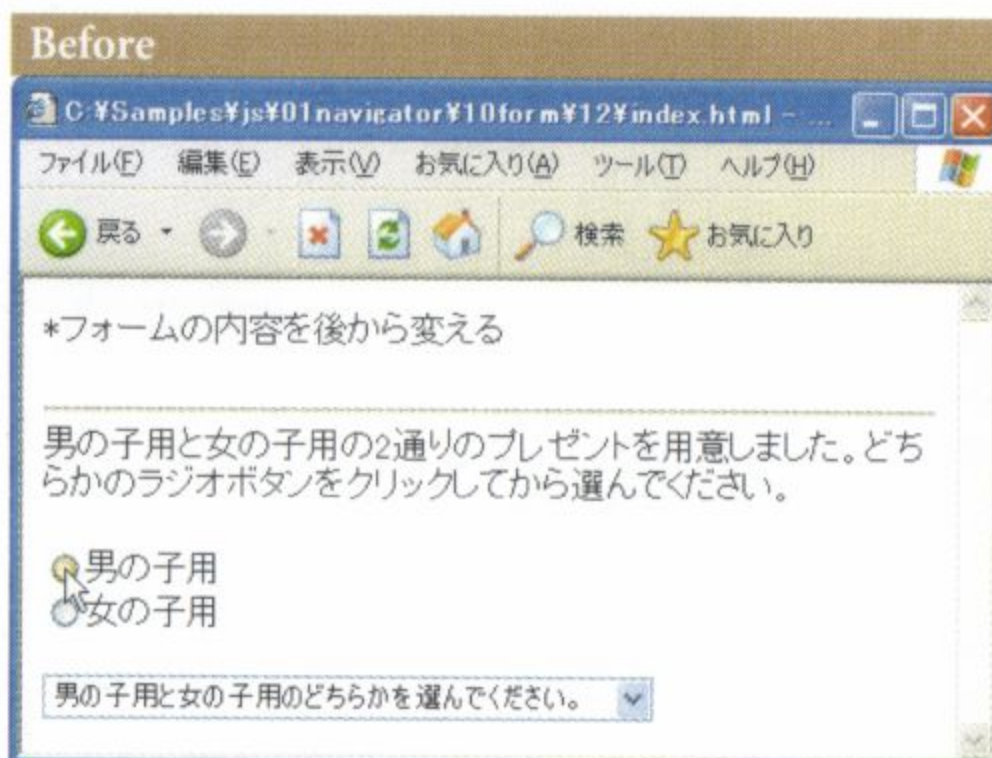 Before
C:¥Samples¥js¥01navigator¥10form¥12¥index.html - ...
ファイル(F) 編集(E) 表示(V) お気に入り(A) ツール(T) ヘルプ(H)
戻る 検索 お気に入り
*フォームの内容を後から変える
男の子用と女の子用の2通りのプレゼントを用意しました。どち
らかのラジオボタンをクリックしてから選んでください。
男の子用
女の子用
男の子用と女の子用のどちらかを選んでください。